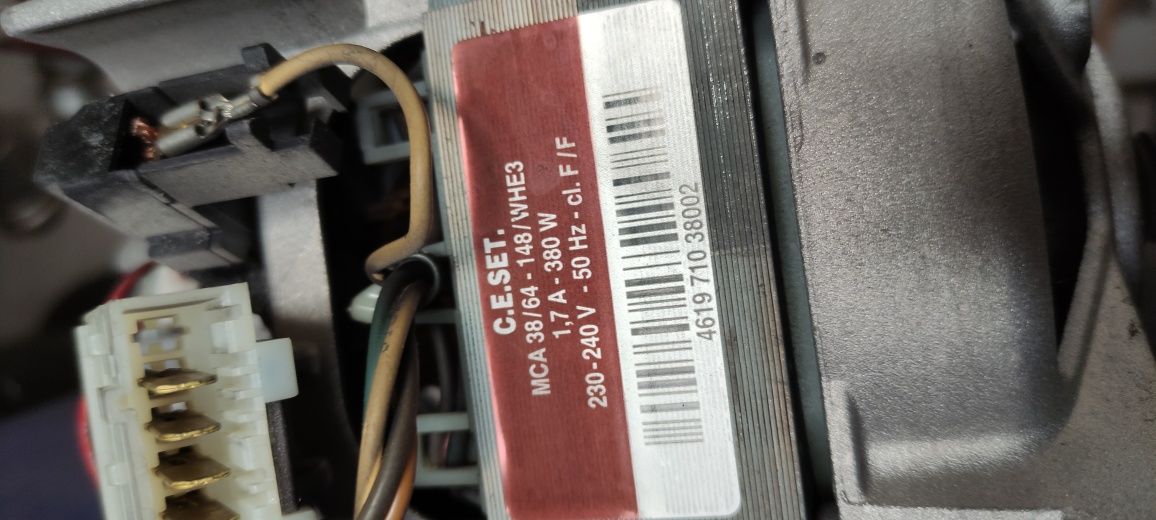 C.E.SET.
MCA 38/64 - 148/WHE3
1,7 A - 380 W
230-240 V - 50 Hz - cl. F/F
4619 710 38002